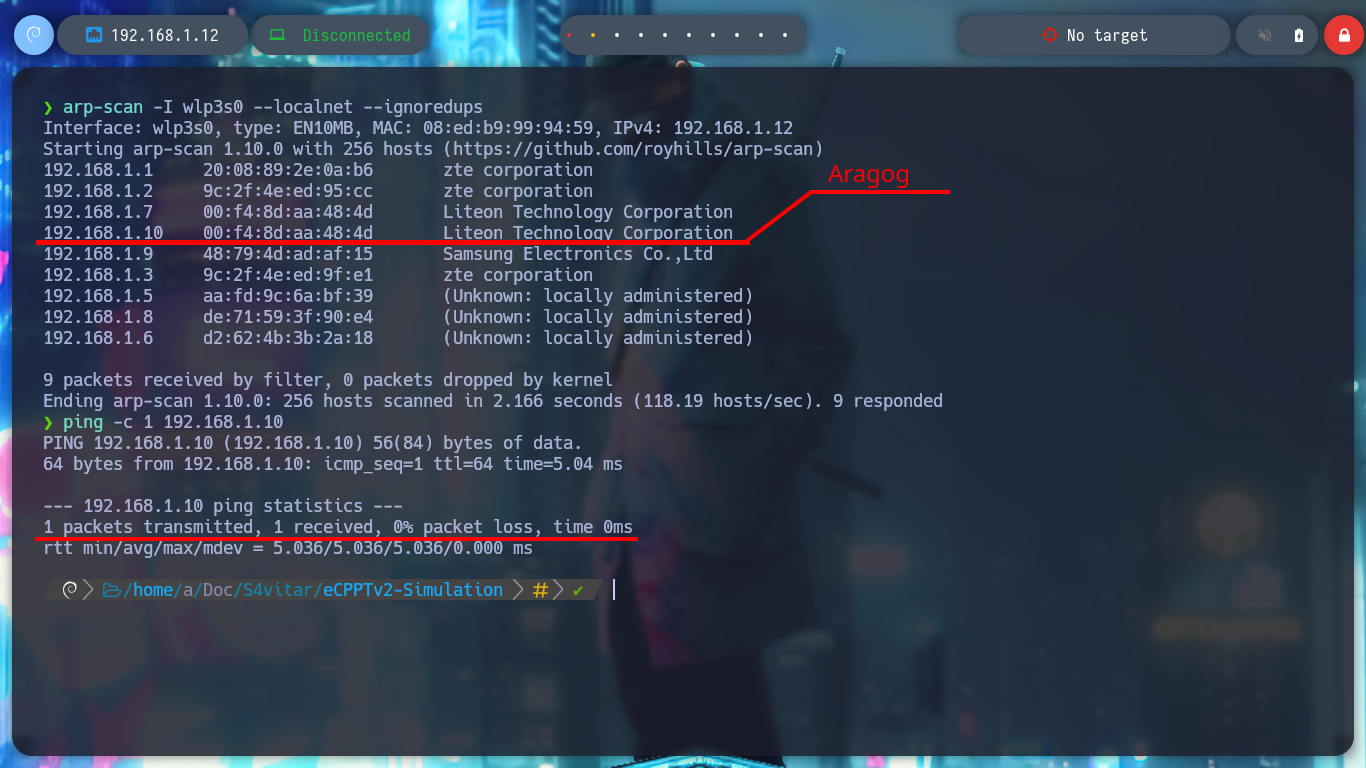 192.168.1.12 Disconnected No target
❯ arp-scan -I wlp3s0 --localnet --ignoredups
Interface: wlp3s0, type: EN10MB, MAC: 08:ed:b9:99:94:59, IPv4: 192.168.1.12
Starting arp-scan 1.10.0 with 256 hosts (https://github.com/royhills/arp-scan)
192.168.1.1 20:08:89:2e:0a:b6 zte corporation
Aragog
192.168.1.2 9c:2f:4e:ed:95:cc zte corporation
192.168.1.7 00:f4:8d:aa:48:4d Liteon Technology Corporation
192.168.1.10 00:f4:8d:aa:48:4d Liteon Technology Corporation
192.168.1.9 48:79:4d:ad:af:15 Samsung Electronics Co.,Ltd
192.168.1.3 9c:2f:4e:ed:9f:e1 zte corporation
192.168.1.5 aa:fd:9c:6a:bf:39 (Unknown: locally administered)
192.168.1.8 de:71:59:3f:90:e4 (Unknown: locally administered)
192.168.1.6 d2:62:4b:3b:2a:18 (Unknown: locally administered)
9 packets received by filter, 0 packets dropped by kernel
Ending arp-scan 1.10.0: 256 hosts scanned in 2.166 seconds (118.19 hosts/sec). 9 responded
❯ ping -c 1 192.168.1.10
PING 192.168.1.10 (192.168.1.10) 56(84) bytes of data.
64 bytes from 192.168.1.10: icmp_seq=1 ttl=64 time=5.04 ms
--- 192.168.1.10 ping statistics ---
1 packets transmitted, 1 received, 0% packet loss, time 0ms
rtt min/avg/max/mdev = 5.036/5.036/5.036/0.000 ms
/home/a/Doc/S4vitar/eCPPTv2-Simulation # ✔